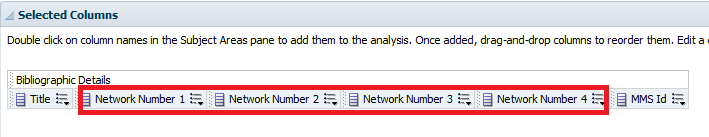 Selected Columns
Double click on column names in the Subject Areas pane to add them to the analysis. Once added, drag-and-drop columns to reorder them. Edit a
Bibliographic Details
Title Network Number 1 Network Number 2 Network Number 3 Network Number 4 MMS Id